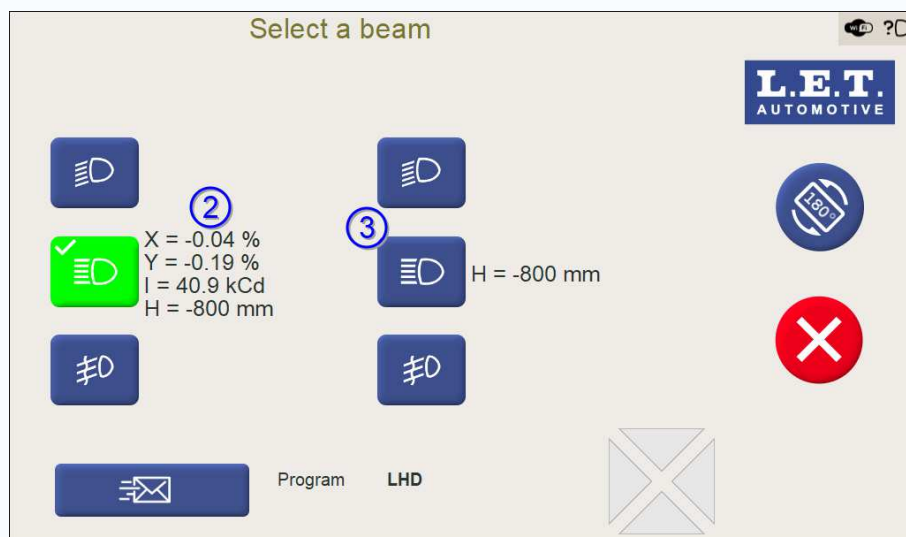 Select a beam
WiFi
?
L.E.T.
AUTOMOTIVE
180°
2
X = -0.04 %
Y = -0.19 %
I = 40.9 kCd
H = -800 mm
3
H = -800 mm
Program LHD